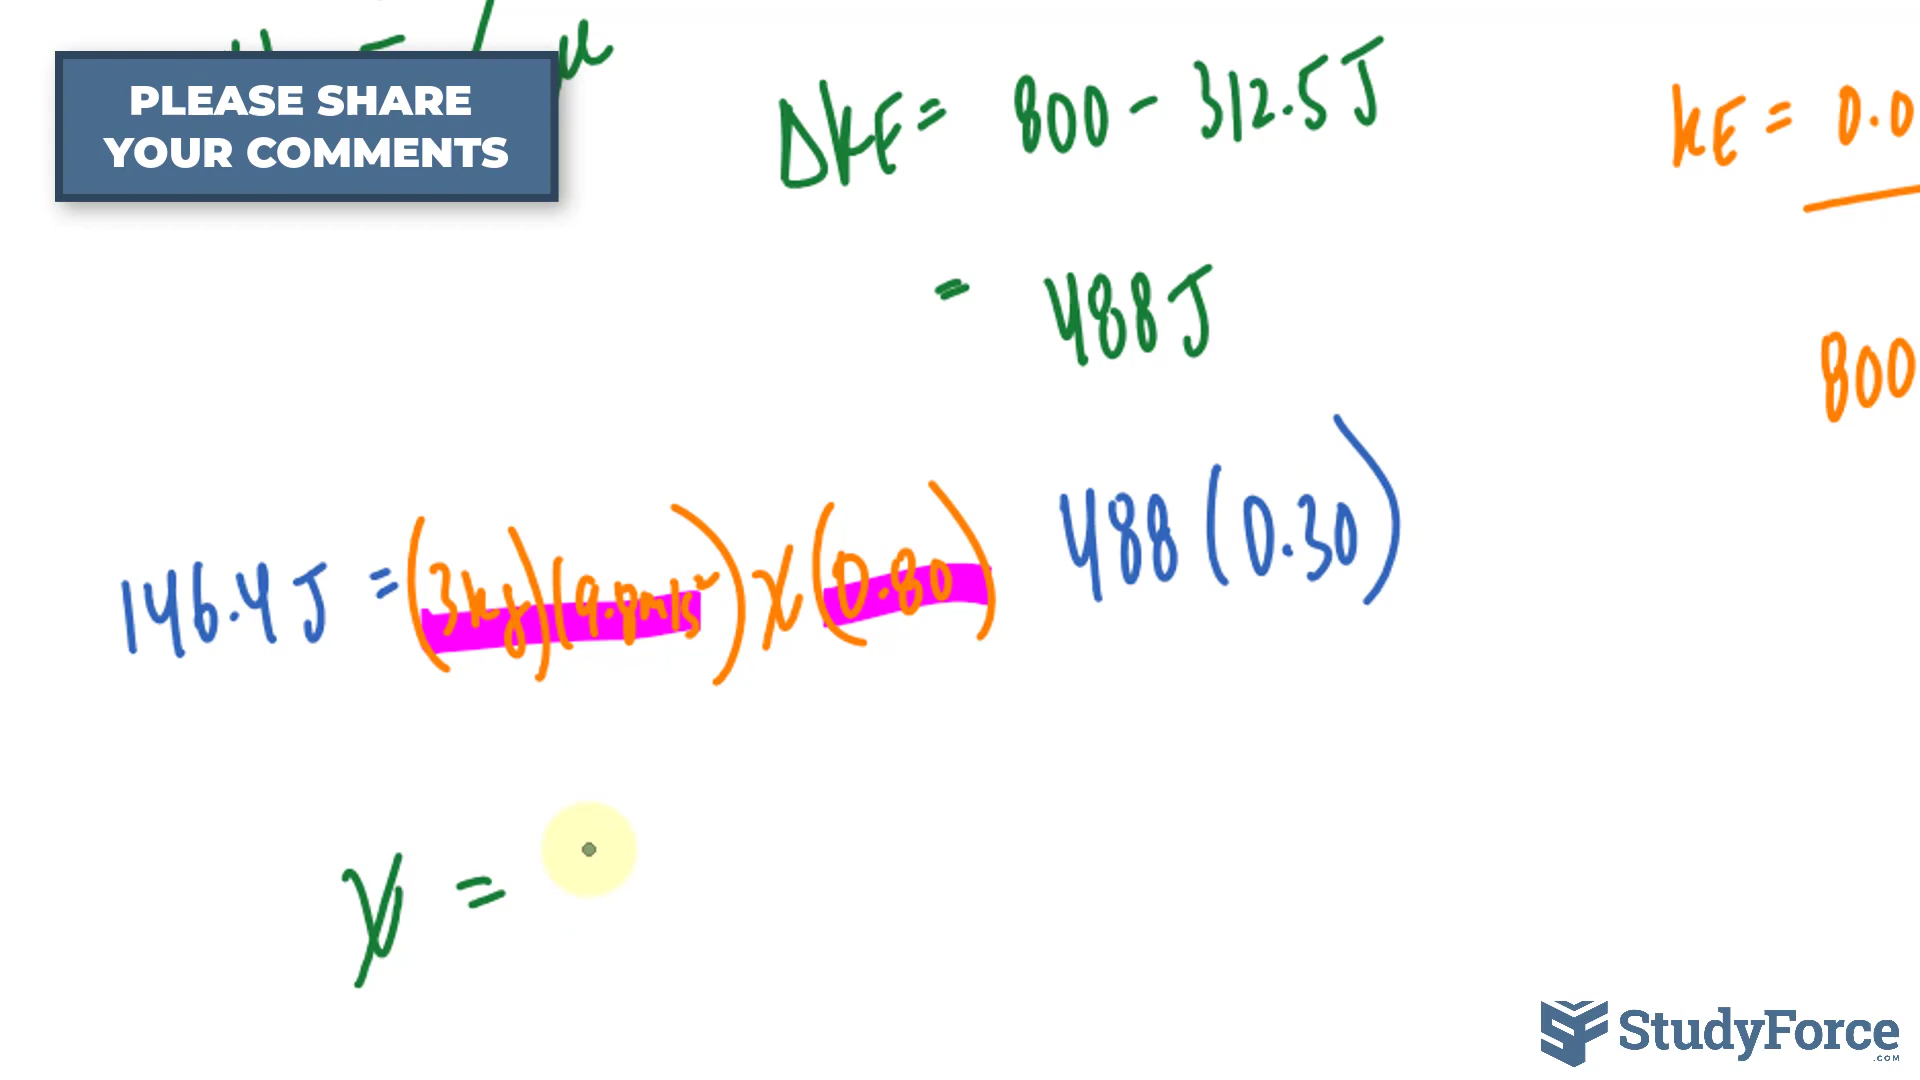 μ
PLEASE SHARE
YOUR COMMENTS
ΔKE = 800 - 312.5 J
= 488 J
KE = 0.0
800
488 (0.30)
146.4 J = (3kg)(9.8m/s²) x (0.80)
x =
StudyForce
.COM